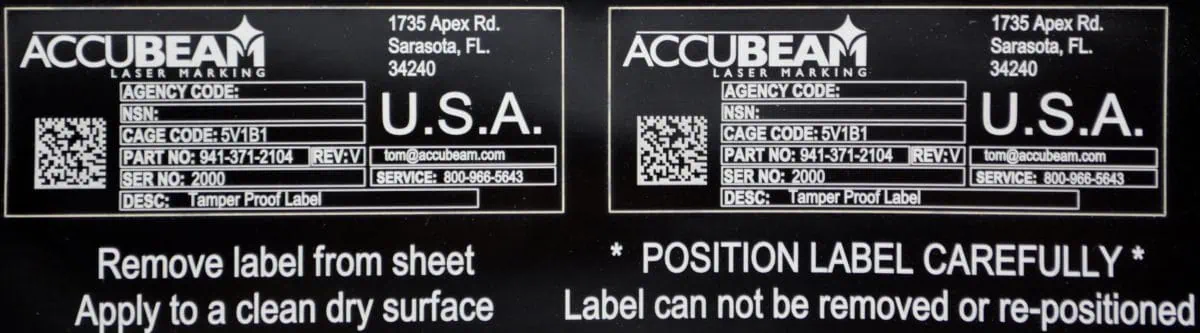 ACCUBEAM
LASER MARKING
1735 Apex Rd.
Sarasota, FL.
34240
AGENCY CODE:
NSN:
CAGE CODE: 5V1B1
PART NO: 941-371-2104 REV:V
SER NO: 2000
DESC: Tamper Proof Label
U.S.A.
tom@accubeam.com
SERVICE: 800-966-5643
Remove label from sheet
Apply to a clean dry surface
ACCUBEAM
LASER MARKING
1735 Apex Rd.
Sarasota, FL.
34240
AGENCY CODE:
NSN:
CAGE CODE: 5V1B1
PART NO: 941-371-2104 REV:V
SER NO: 2000
DESC: Tamper Proof Label
U.S.A.
tom@accubeam.com
SERVICE: 800-966-5643
* POSITION LABEL CAREFULLY *
Label can not be removed or re-positioned